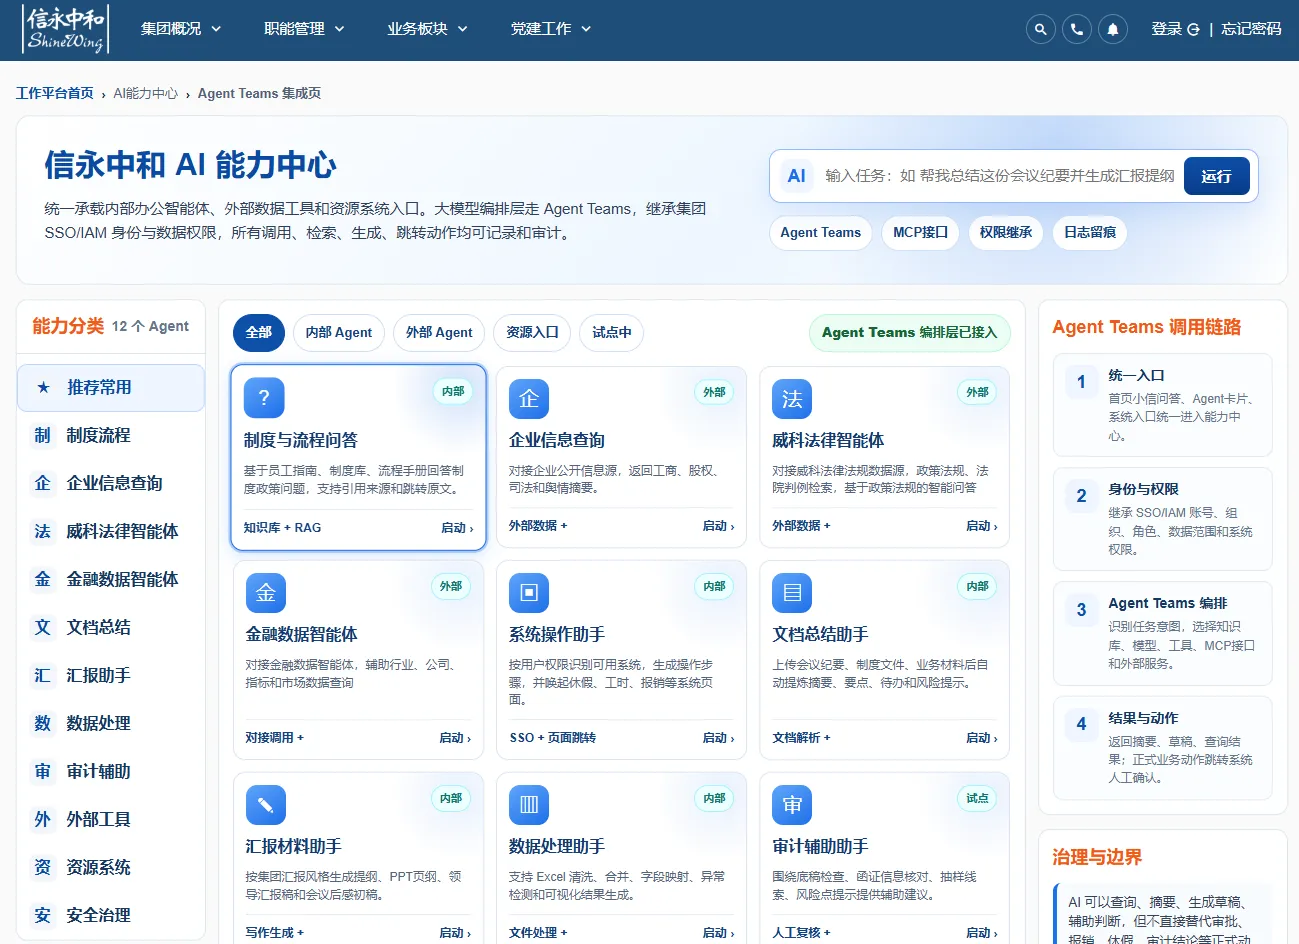 信永中和
ShineWing
集团概况
职能管理
业务板块
党建工作
登录 | 忘记密码
工作平台首页 › AI能力中心 › Agent Teams 集成页
信永中和 AI 能力中心
统一承载内部办公智能体、外部数据工具和资源系统入口。大模型编排层走 Agent Teams，继承集团
SSO/IAM 身份与数据权限，所有调用、检索、生成、跳转动作均可记录和审计。
AI 输入任务：如 帮我总结这份会议纪要并生成汇报提纲 运行
Agent Teams
MCP接口
权限继承
日志留痕
能力分类 12 个 Agent
★ 推荐常用
制 制度流程
企 企业信息查询
法 威科法律智能体
金 金融数据智能体
文 文档总结
汇 汇报助手
数 数据处理
审 审计辅助
外 外部工具
资 资源系统
安 安全治理
全部
内部 Agent
外部 Agent
资源入口
试点中
Agent Teams 编排层已接入
?
内部
制度与流程问答
基于员工指南、制度库、流程手册回答制
度政策问题，支持引用来源和跳转原文。
知识库 + RAG
启动 ›
企
外部
企业信息查询
对接企业公开信息源，返回工商、股权、
司法和舆情摘要。
外部数据 +
启动 ›
法
外部
威科法律智能体
对接威科法律法规数据源，政策法规、法
院判例检索，基于政策法规的智能问答
外部数据 +
启动 ›
金
外部
金融数据智能体
对接金融数据智能体，辅助行业、公司、
指标和市场数据查询
对接调用 +
启动 ›
内部
系统操作助手
按用户权限识别可用系统，生成操作步
骤，并唤起休假、工时、报销等系统页
面。
SSO + 页面跳转
启动 ›
内部
文档总结助手
上传会议纪要、制度文件、业务材料后自
动提炼摘要、要点、待办和风险提示。
文档解析 +
启动 ›
内部
汇报材料助手
按集团汇报风格生成提纲、PPT页纲、领
导汇报稿和会议后感初稿。
写作生成 +
启动 ›
内部
数据处理助手
支持 Excel 清洗、合并、字段映射、异常
检测和可视化结果生成。
文件处理 +
启动 ›
审
试点
审计辅助助手
围绕底稿检查、函证信息核对、抽样线
索、风险点提示提供辅助建议。
人工复核 +
启动 ›
Agent Teams 调用链路
1
统一入口
首页小信问答、Agent卡片、
系统入口统一进入能力中
心。
2
身份与权限
继承 SSO/IAM 账号、组
织、角色、数据范围和系统
权限。
3
Agent Teams 编排
识别任务意图，选择知识
库、模型、工具、MCP接口
和外部服务。
4
结果与动作
返回摘要、草稿、查询结
果；正式业务动作跳转系统
人工确认。
治理与边界
AI 可以查询、摘要、生成草稿、
辅助判断，但不直接替代审批、
报销、休假、审计结论等正式动